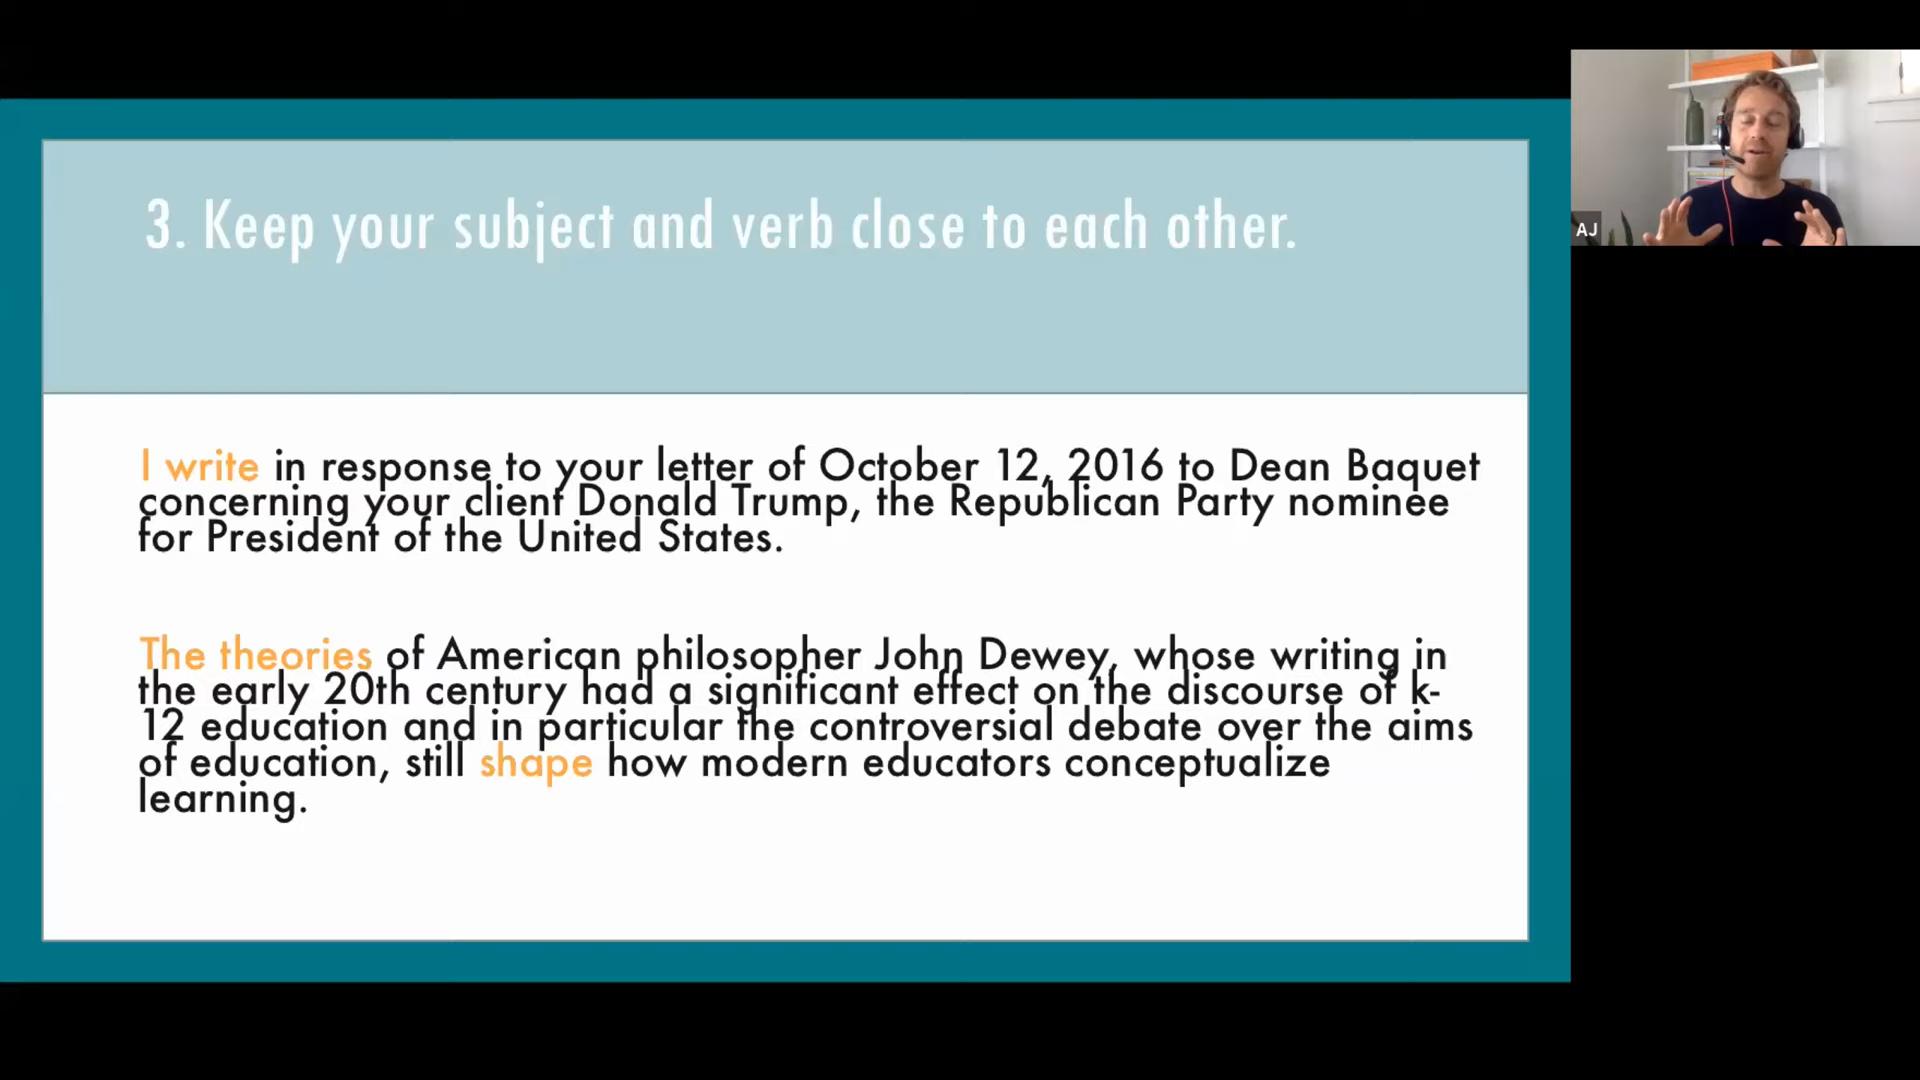 3. Keep your subject and verb close to each other.
AJ
I write in response to your letter of October 12, 2016 to Dean Baquet
concerning your client Donald Trump, the Republican Party nominee
for President of the United States.
The theories of American philosopher John Dewey, whose writing in
the early 20th century had a significant effect on the discourse of k-
12 education and in particular the controversial debate over the aims
of education, still shape how modern educators conceptualize
learning.